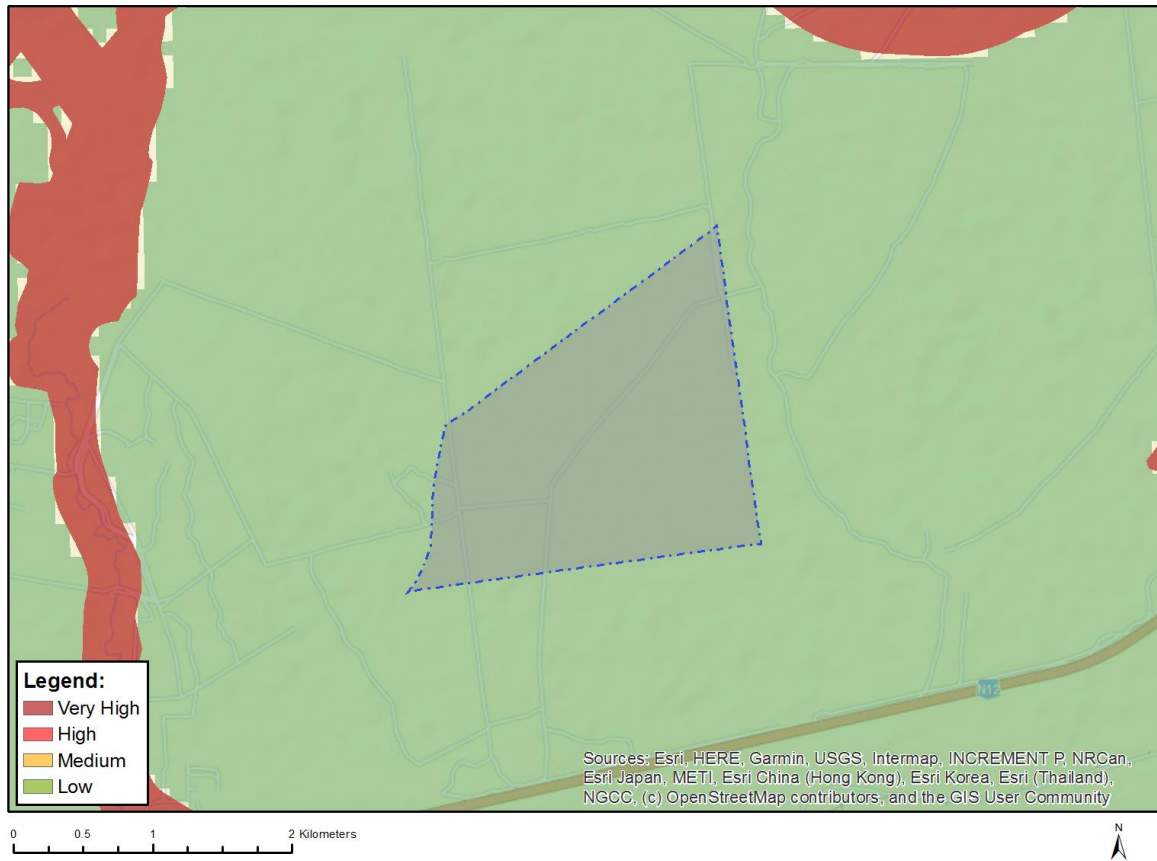 N12
Legend:
Very High
High
Medium
Low
Sources: Esri, HERE, Garmin, USGS, Intermap, INCREMENT P, NRCan,
Esri Japan, METI, Esri China (Hong Kong), Esri Korea, Esri (Thailand),
NGCC, (c) OpenStreetMap contributors, and the GIS User Community
0 0.5 1 2 Kilometers
N